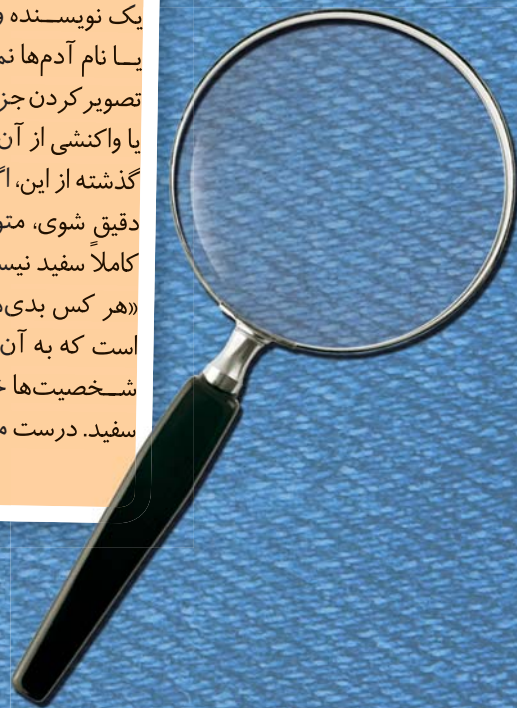 یک نویسنده و
یا نام آدم‌ها نم
تصویر کردن جز
یا واکنشی از آن
گذشته از این، اگ
دقیق شوی، متو
کاملاً سفید نیس
«هر کس بدی‌
است که به آن
شخصیت‌ها خ
سفید. درست م